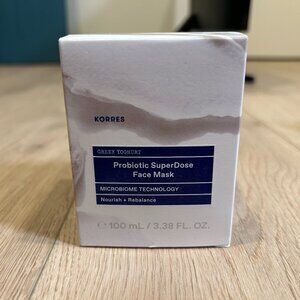 KORRES
GREEK YOGHURT
Probiotic SuperDose
Face Mask
MICROBIOME TECHNOLOGY
Nourish + Rebalance
℮ 100 mL / 3.38 FL. OZ.